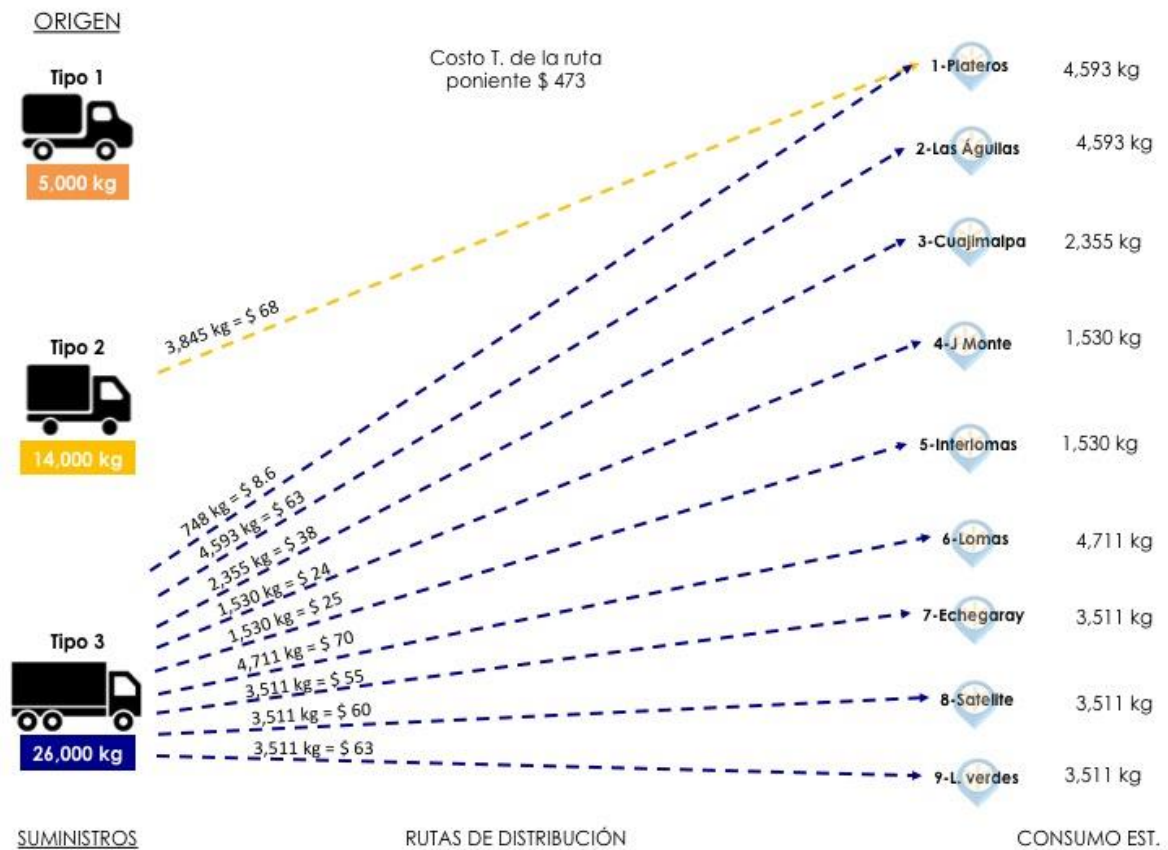 ORIGEN
Costo T. de la ruta
poniente $ 473
Tipo 1
5,000 kg
Tipo 2
14,000 kg
Tipo 3
26,000 kg
3,845 kg = $ 68
748 kg = $ 8.6
4,593 kg = $ 63
2,355 kg = $ 38
1,530 kg = $ 24
1,530 kg = $ 25
4,711 kg = $ 70
3,511 kg = $ 55
3,511 kg = $ 60
3,511 kg = $ 63
1-Plateros 4,593 kg
2-Las Águilas 4,593 kg
3-Cuajimalpa 2,355 kg
4-J Monte 1,530 kg
5-Interlomas 1,530 kg
6-Lomas 4,711 kg
7-Echegaray 3,511 kg
8-Satelite 3,511 kg
9-L. verdes 3,511 kg
SUMINISTROS
RUTAS DE DISTRIBUCIÓN
CONSUMO EST.